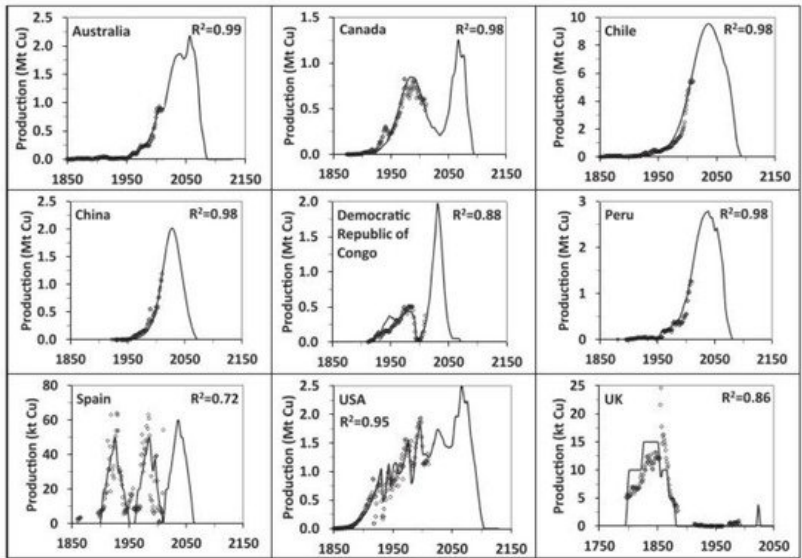 Production (Mt Cu)
2.5
2.0
1.5
1.0
0.5
0.0
Australia
R²=0.99
1850 1950 2050 2150
Production (Mt Cu)
1.5
1.0
0.5
0.0
Canada
R²=0.98
1850 1950 2050 2150
Production (Mt Cu)
10
8
6
4
2
0
Chile
R²=0.98
1850 1950 2050 2150
Production (Mt Cu)
2.5
2.0
1.5
1.0
0.5
0.0
China
R²=0.98
1850 1950 2050 2150
Production (Mt Cu)
2.0
1.5
1.0
0.5
0.0
Democratic
Republic of
Congo
R²=0.88
1850 1950 2050 2150
Production (Mt Cu)
3
2
1
0
Peru
R²=0.98
1850 1950 2050 2150
Production (kt Cu)
80
60
40
20
0
Spain
R²=0.72
1850 1950 2050 2150
Production (Mt Cu)
2.5
2.0
1.5
1.0
0.5
0.0
USA
R²=0.95
1850 1950 2050 2150
Production (kt Cu)
25
20
15
10
5
0
UK
R²=0.86
1750 1850 1950 2050